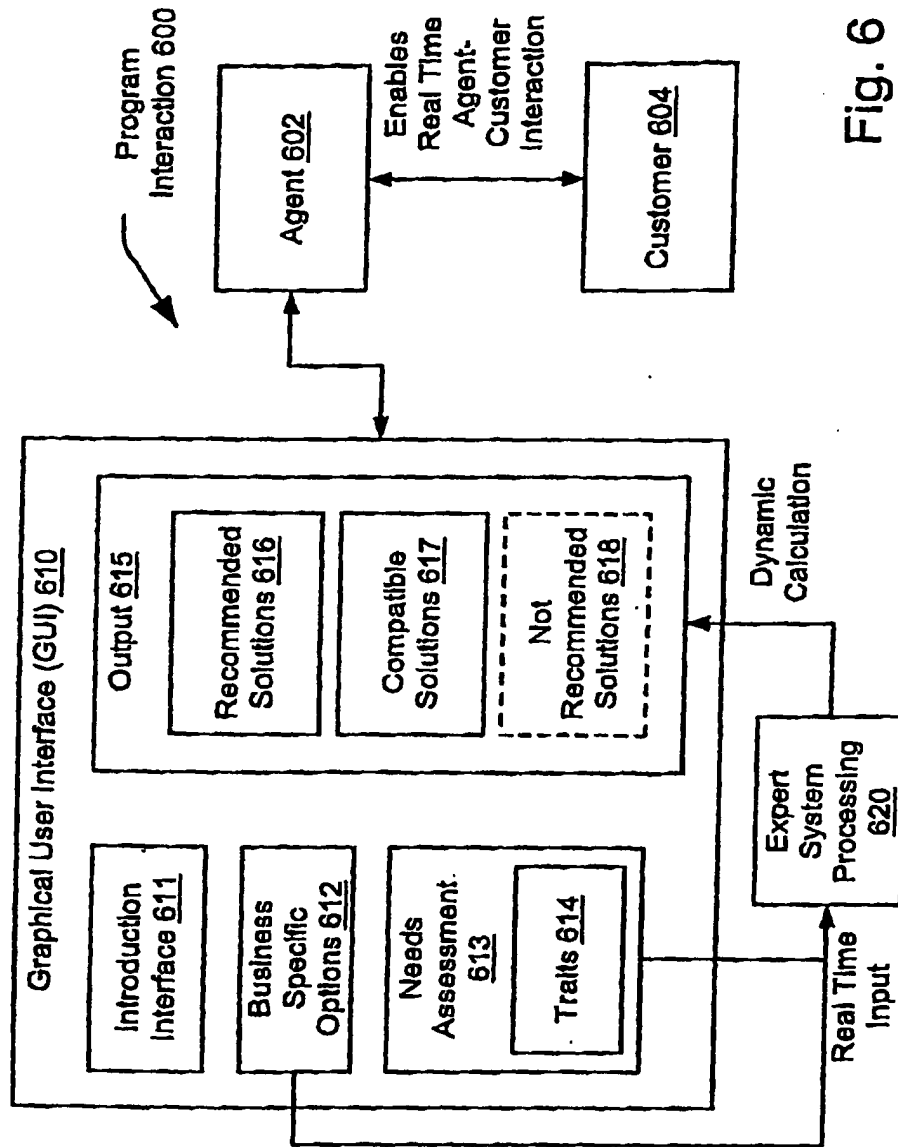 Program
Interaction 600
Graphical User Interface (GUI) 610
Introduction
Interface 611
Business
Specific
Options 612
Needs
Assessment
613
Traits 614
Output 615
Recommended
Solutions 616
Compatible
Solutions 617
Not
Recommended
Solutions 618
Agent 602
Enables
Real Time
Agent-
Customer
Interaction
Customer 604
Real Time
Input
Expert
System
Processing
620
Dynamic
Calculation
Fig. 6